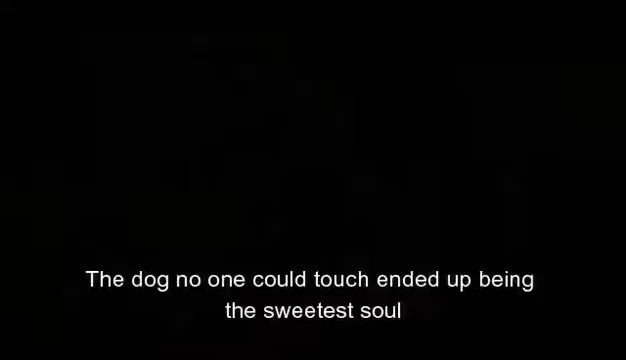 The dog no one could touch ended up being
the sweetest soul